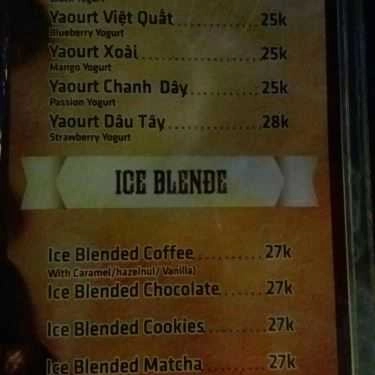 Yaourt Việt Quất 25k
Blueberry Yogurt
Yaourt Xoài 25k
Mango Yogurt
Yaourt Chanh Dây 25k
Passion Yogurt
Yaourt Dâu Tây 28k
Strawberry Yogurt
ICE BLENDE
Ice Blended Coffee 27k
With Caramel/hazelnul/ Vanilla)
Ice Blended Chocolate 27k
Ice Blended Cookies 27k
Ice Blended Matcha 27k